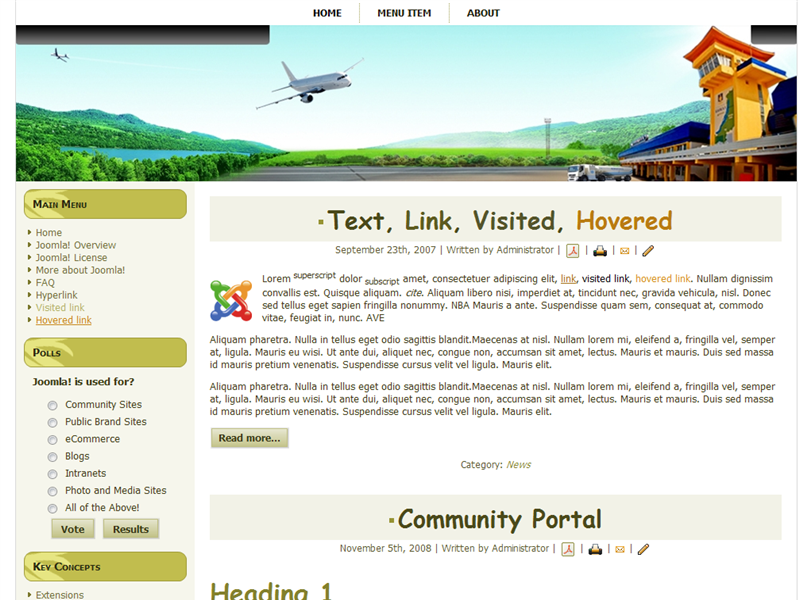 HOME MENU ITEM ABOUT
Main Menu
Home
Joomla! Overview
Joomla! License
More about Joomla!
FAQ
Hyperlink
Visited link
Hovered link
Polls
Joomla! is used for?
Community Sites
Public Brand Sites
eCommerce
Blogs
Intranets
Photo and Media Sites
All of the Above!
Vote Results
Key Concepts
Extensions
Text, Link, Visited, Hovered
September 23th, 2007 | Written by Administrator | | |
Lorem superscript dolor subscript amet, consectetuer adipiscing elit, link, visited link, hovered link. Nullam dignissim
convallis est. Quisque aliquam. cite. Aliquam libero nisi, imperdiet at, tincidunt nec, gravida vehicula, nisl. Donec
sed tellus eget sapien fringilla nonummy. NBA Mauris a ante. Suspendisse quam sem, consequat at, commodo
vitae, feugiat in, nunc. AVE
Aliquam pharetra. Nulla in tellus eget odio sagittis blandit.Maecenas at nisl. Nullam lorem mi, eleifend a, fringilla vel, semper
at, ligula. Mauris eu wisi. Ut ante dui, aliquet nec, congue non, accumsan sit amet, lectus. Mauris et mauris. Duis sed massa
id mauris pretium venenatis. Suspendisse cursus velit vel ligula. Mauris elit.
Aliquam pharetra. Nulla in tellus eget odio sagittis blandit.Maecenas at nisl. Nullam lorem mi, eleifend a, fringilla vel, semper
at, ligula. Mauris eu wisi. Ut ante dui, aliquet nec, congue non, accumsan sit amet, lectus. Mauris et mauris. Duis sed massa
id mauris pretium venenatis. Suspendisse cursus velit vel ligula. Mauris elit.
Read more...
Category: News
Community Portal
November 5th, 2008 | Written by Administrator | | | |
Heading 1